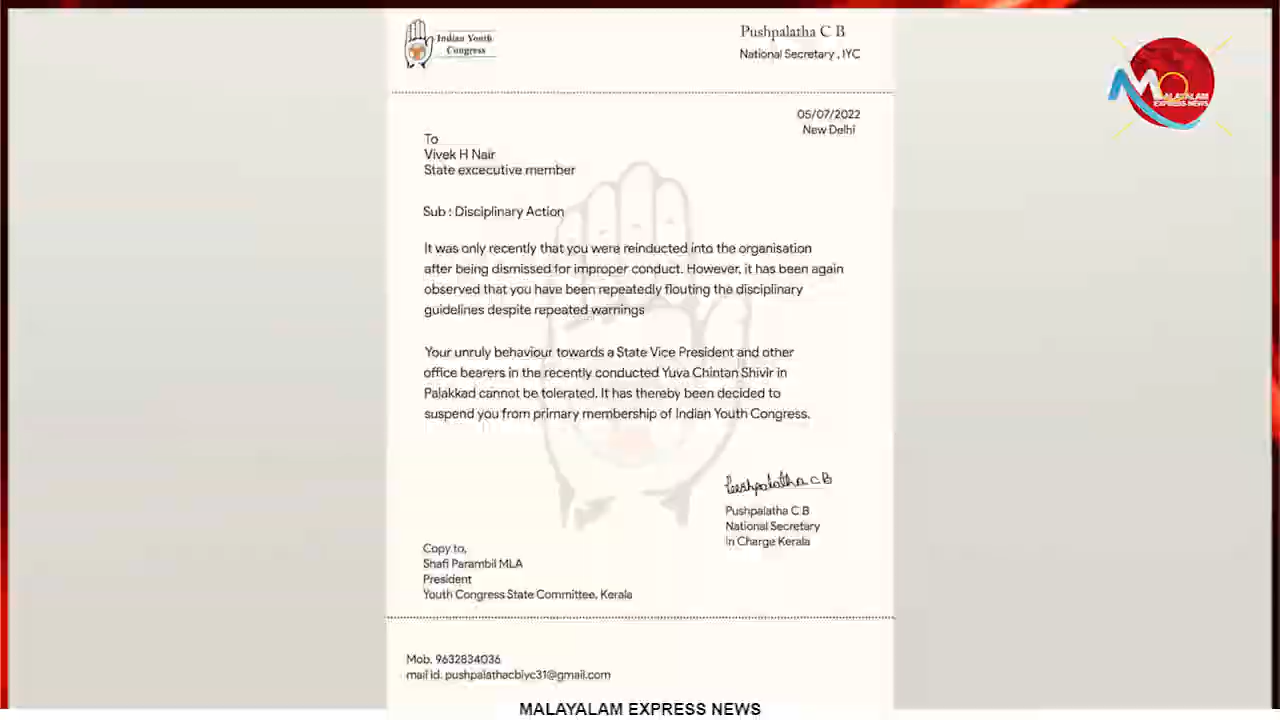 Indian Youth
Congress
Pushpalatha C B
National Secretary , IYC
MALAYALAM
EXPRESS NEWS
05/07/2022
New Delhi
To
Vivek H Nair
State excecutive member
Sub : Disciplinary Action
It was only recently that you were reinducted into the organisation
after being dismissed for improper conduct. However, it has been again
observed that you have been repeatedly flouting the disciplinary
guidelines despite repeated warnings
Your unruly behaviour towards a State Vice President and other
office bearers in the recently conducted Yuva Chintan Shivir in
Palakkad cannot be tolerated. It has thereby been decided to
suspend you from primary membership of Indian Youth Congress.
Pushpalatha C B
Pushpalatha C B
National Secretary
In Charge Kerala
Copy to,
Shafi Parambil MLA
President
Youth Congress State Committee, Kerala
Mob. 9632834036
mail id. pushpalathacbiyc31@gmail.com
MALAYALAM EXPRESS NEWS